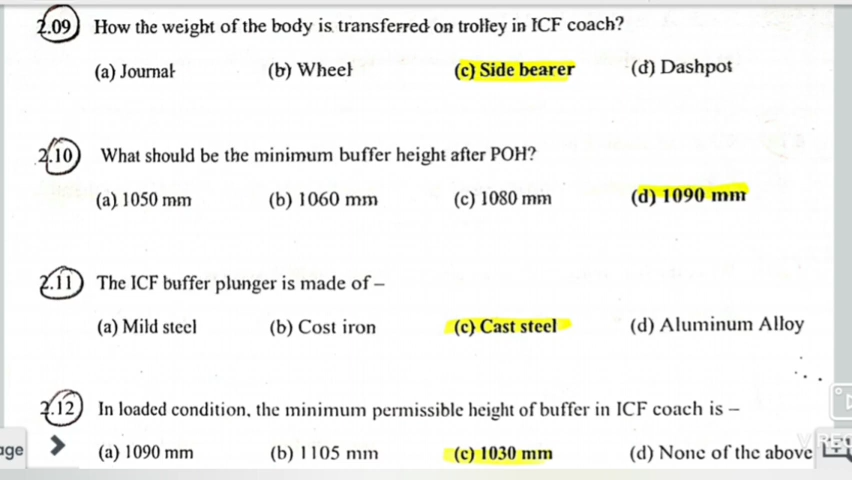 2.09 How the weight of the body is transferred on trolley in ICF coach?
(a) Journal (b) Wheel (c) Side bearer (d) Dashpot
2.10 What should be the minimum buffer height after POH?
(a) 1050 mm (b) 1060 mm (c) 1080 mm (d) 1090 mm
2.11 The ICF buffer plunger is made of –
(a) Mild steel (b) Cost iron (c) Cast steel (d) Aluminum Alloy
2.12 In loaded condition, the minimum permissible height of buffer in ICF coach is –
(a) 1090 mm (b) 1105 mm (c) 1030 mm (d) None of the above